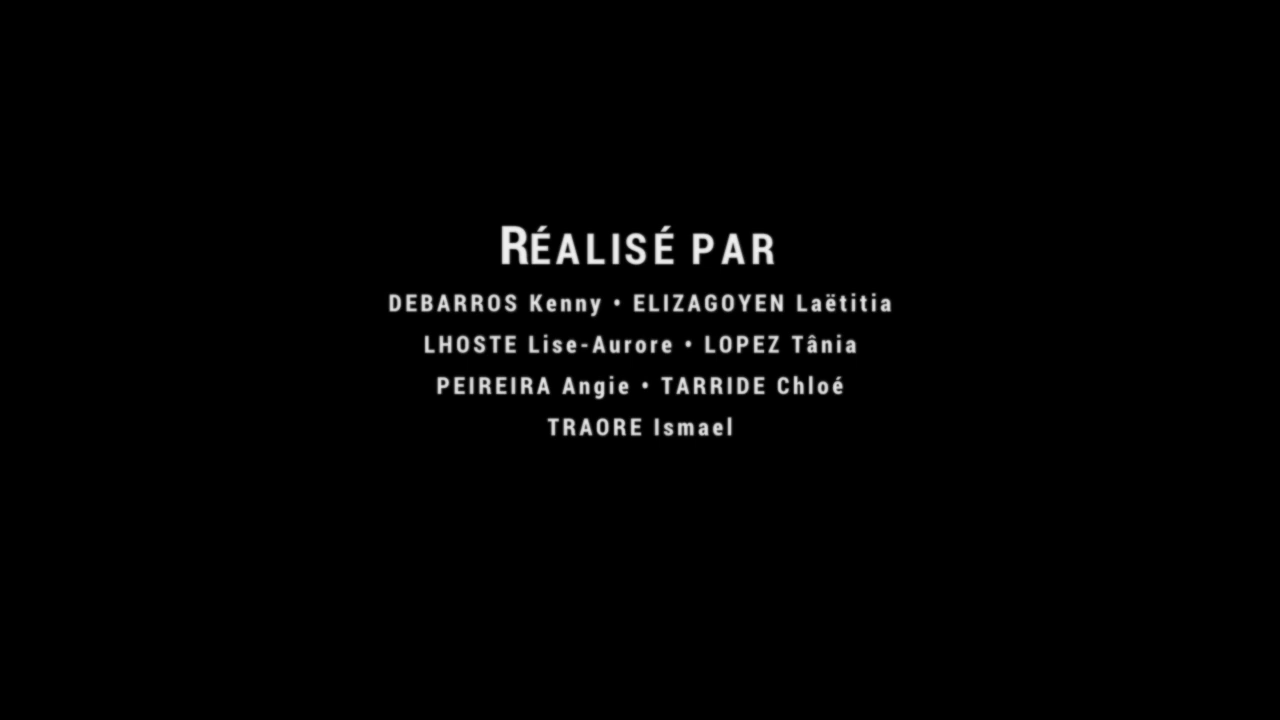 RÉALISÉ PAR
DEBARROS Kenny • ELIZAGOYEN Laëtitia
LHOSTE Lise-Aurore • LOPEZ Tânia
PEIREIRA Angie • TARRIDE Chloé
TRAORE Ismael